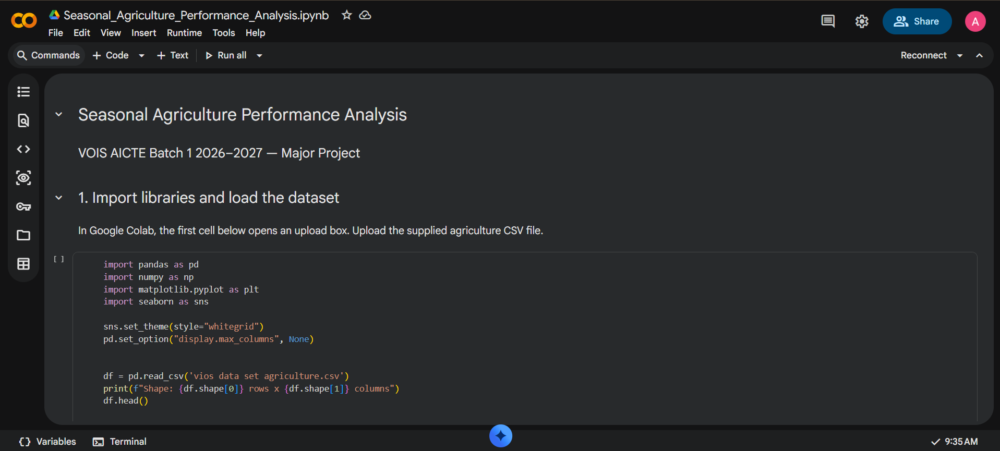 Seasonal_Agriculture_Performance_Analysis.ipynb
File Edit View Insert Runtime Tools Help
Share
A
Commands + Code + Text Run all
Reconnect
Seasonal Agriculture Performance Analysis
VOIS AICTE Batch 1 2026–2027 — Major Project
1. Import libraries and load the dataset
In Google Colab, the first cell below opens an upload box. Upload the supplied agriculture CSV file.
[ ]
import pandas as pd
import numpy as np
import matplotlib.pyplot as plt
import seaborn as sns
sns.set_theme(style="whitegrid")
pd.set_option("display.max_columns", None)
df = pd.read_csv('vios data set agriculture.csv')
print(f"Shape: {df.shape[0]} rows x {df.shape[1]} columns")
df.head()
Variables Terminal
9:35 AM